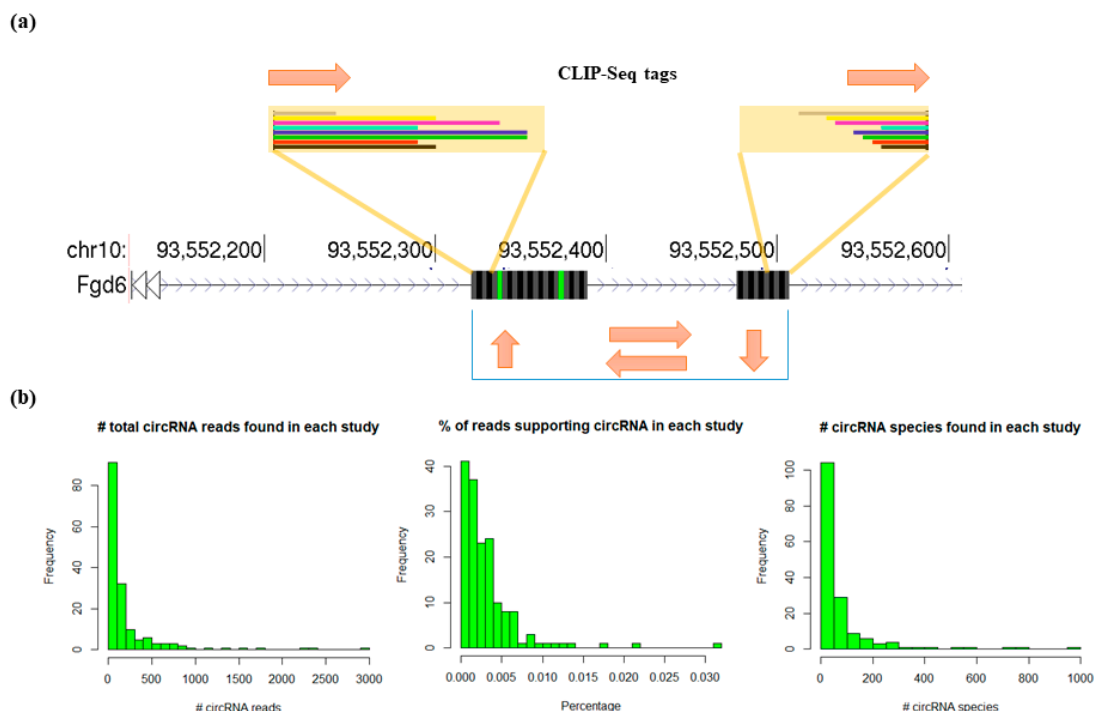 (a)
CLIP-Seq tags
chr10: 93,552,200 93,552,300 93,552,400 93,552,500 93,552,600
Fgd6
(b)
# total circRNA reads found in each study
Frequency
0 20 40 60 80
0 500 1000 1500 2000 2500 3000
# circRNA reads
% of reads supporting circRNA in each study
Frequency
0 10 20 30 40
0.000 0.005 0.010 0.015 0.020 0.025 0.030
Percentage
# circRNA species found in each study
Frequency
0 20 40 60 80 100
0 200 400 600 800 1000
# circRNA species